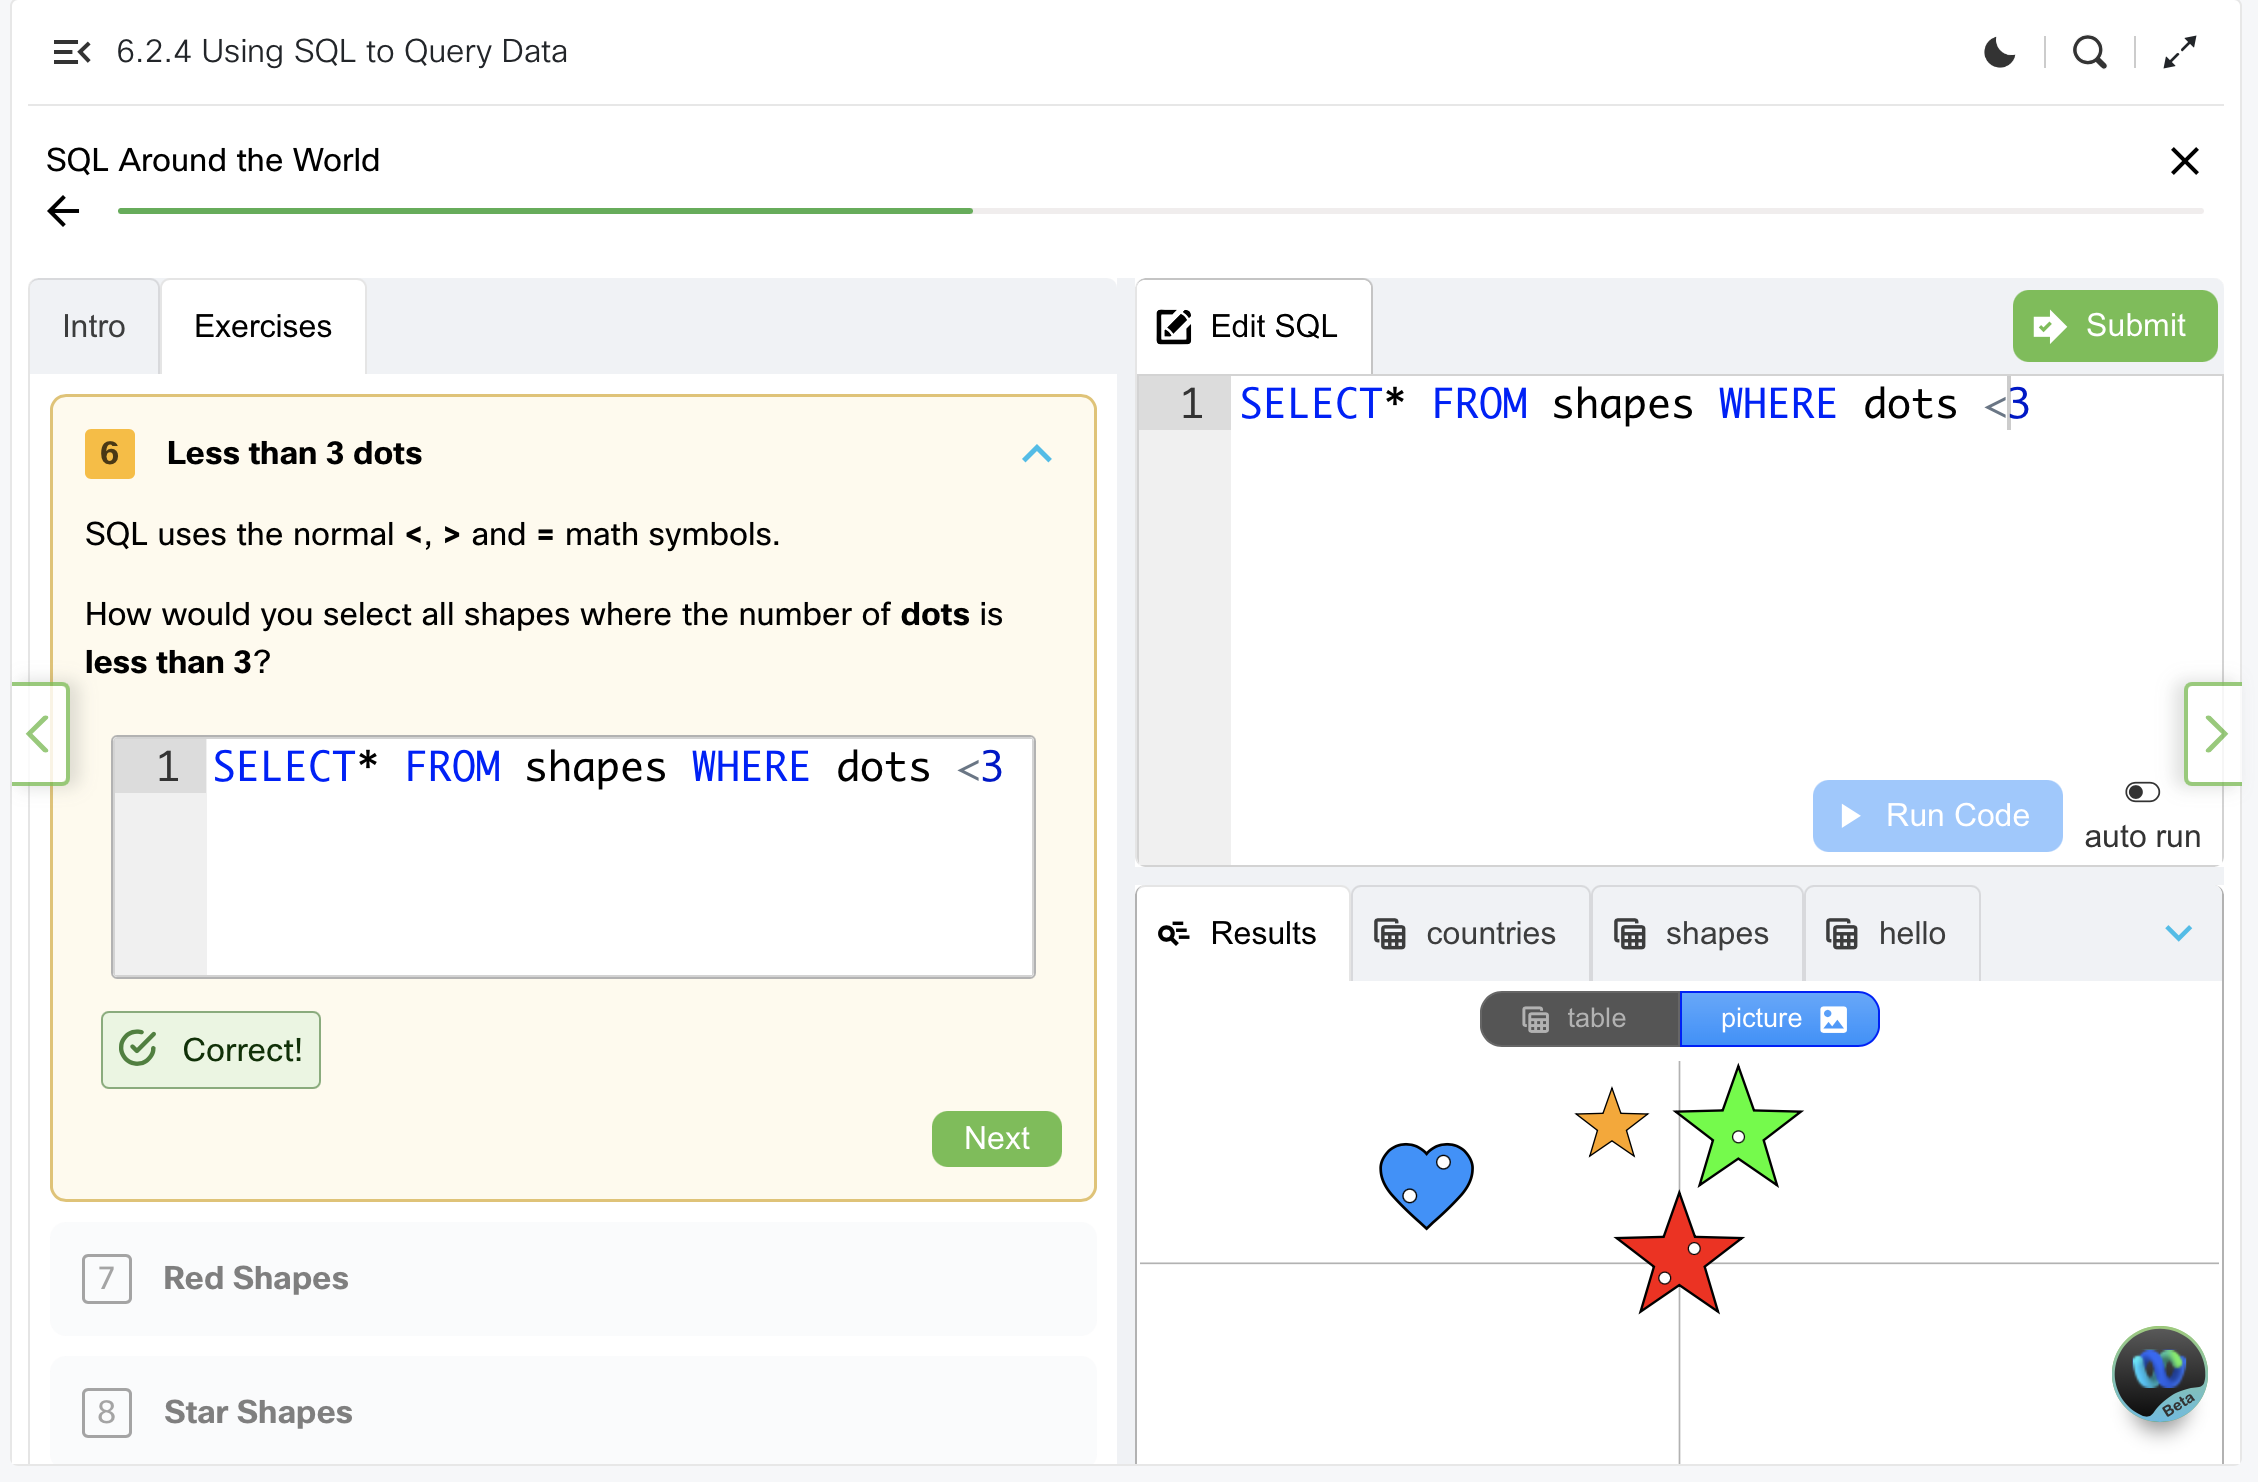 6.2.4 Using SQL to Query Data
SQL Around the World
Intro
Exercises
6 Less than 3 dots
SQL uses the normal <, > and = math symbols.
How would you select all shapes where the number of dots is
less than 3?
1 SELECT* FROM shapes WHERE dots <3
Correct!
Next
7 Red Shapes
8 Star Shapes
Edit SQL
Submit
1 SELECT* FROM shapes WHERE dots <3
Run Code
auto run
Results
countries
shapes
hello
table
picture
Beta